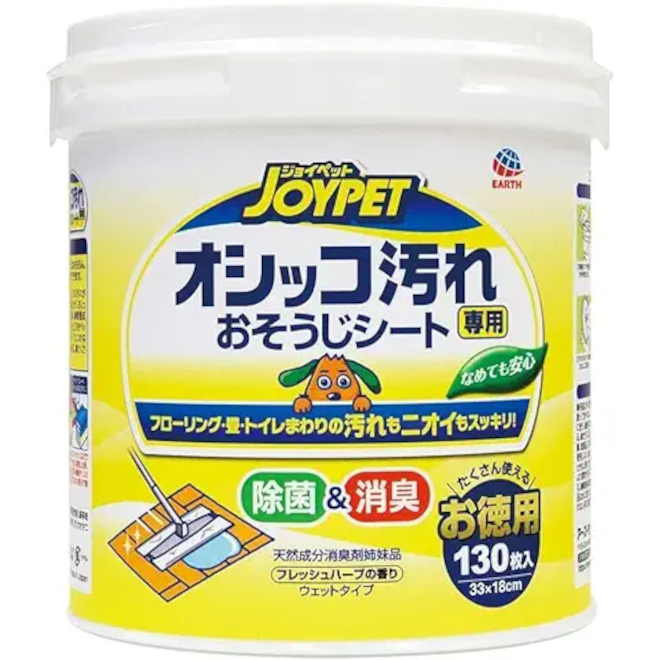 ジョイペット
JOYPET
EARTH
オシッコ汚れ
おそうじシート 専用
なめても安心
フローリング・畳・トイレまわりの汚れもニオイもスッキリ!
除菌&消臭
たくさん使える
お徳用
130枚入
33×18cm
天然成分消臭剤姉妹品
フレッシュハーブの香り
ウェットタイプ